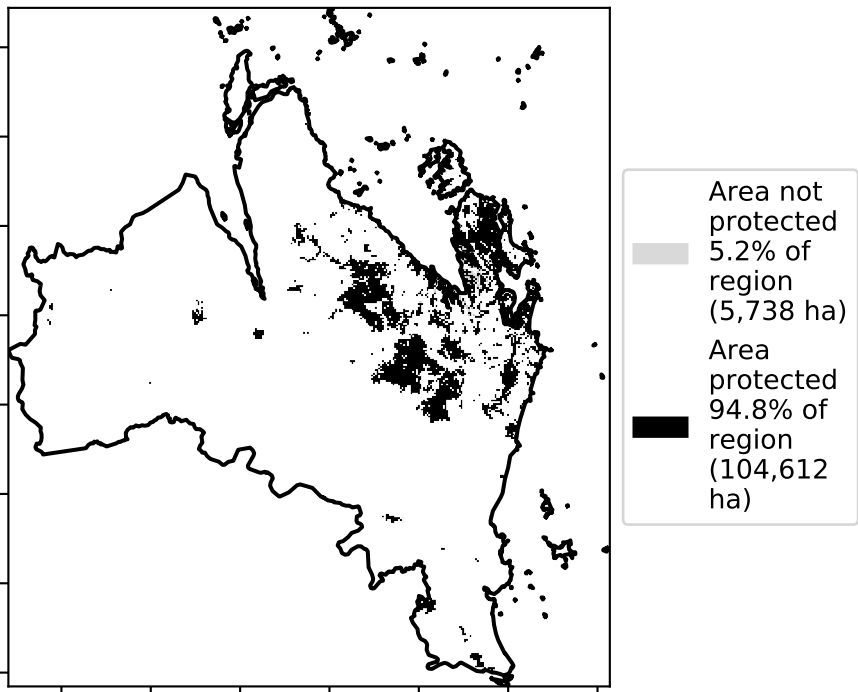 Area not
protected
5.2% of
region
(5,738 ha)
Area
protected
94.8% of
region
(104,612
ha)